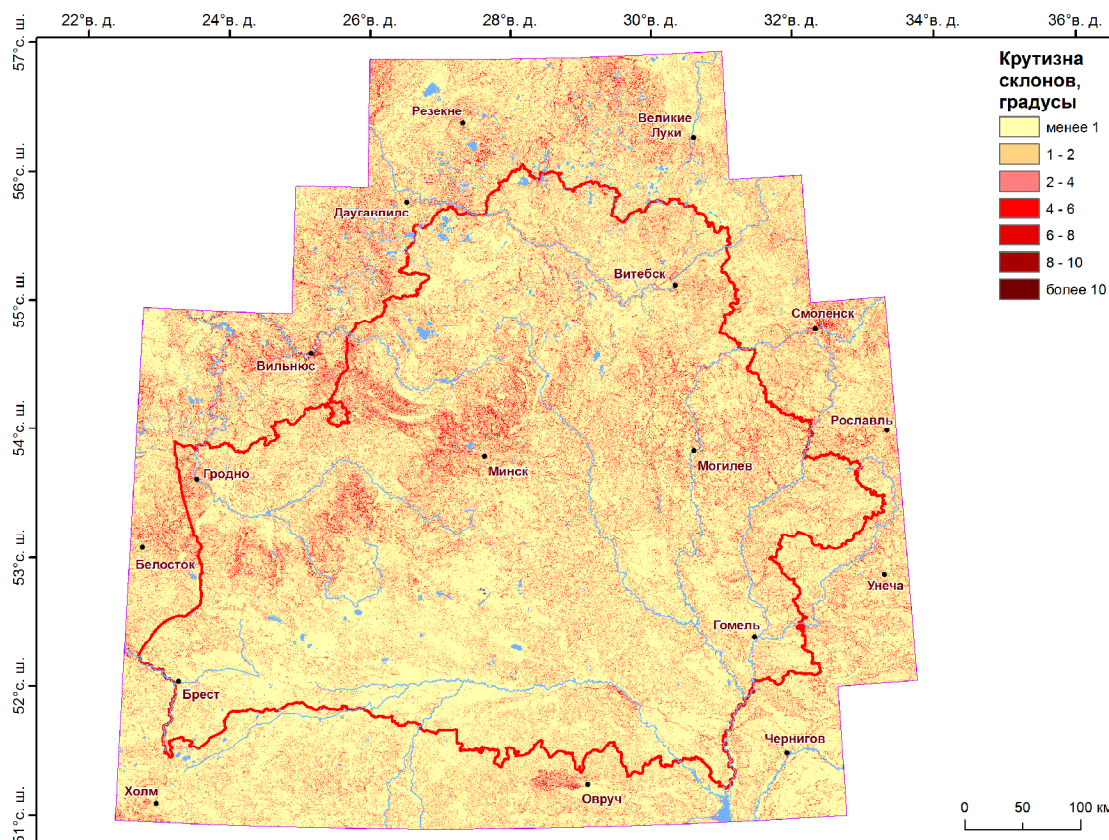 22°в. д.
24°в. д.
26°в. д.
28°в. д.
30°в. д.
32°в. д.
34°в. д.
36°в. д.
57°с. ш.
56°с. ш.
55°с. ш.
54°с. ш.
53°с. ш.
52°с. ш.
51°с. ш.
Крутизна
склонов,
градусы
менее 1
1 - 2
2 - 4
4 - 6
6 - 8
8 - 10
более 10
Резекне
Великие
Луки
Даугавпилс
Витебск
Смоленск
Вильнюс
Рославль
Минск
Могилев
Гродно
Белосток
Унеча
Гомель
Брест
Чернигов
Холм
Овруч
0 50 100 км